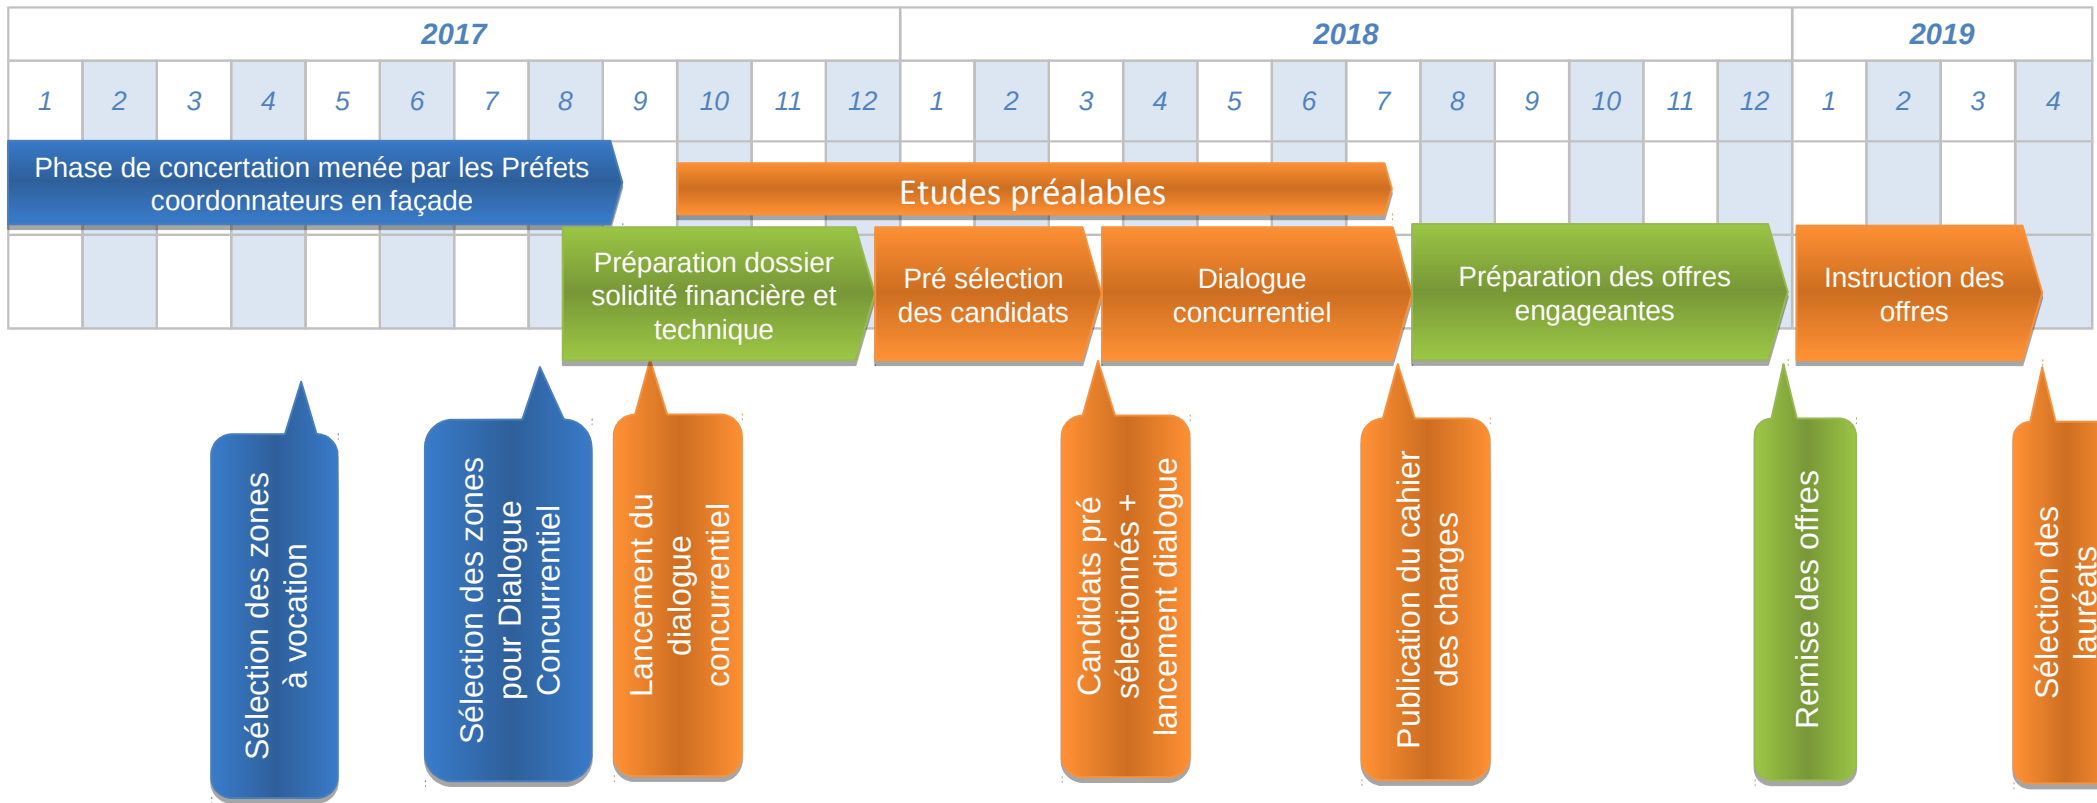 2017
2018
2019
1 2 3 4 5 6 7 8 9 10 11 12 1 2 3 4 5 6 7 8 9 10 11 12 1 2 3 4
Phase de concertation menée par les Préfets
coordonnateurs en façade
Etudes préalables
Préparation dossier
solidité financière et
technique
Pré sélection
des candidats
Dialogue
concurrentiel
Préparation des offres
engageantes
Instruction des
offres
Sélection des zones
à vocation
Sélection des zones
pour Dialogue
Concurrentiel
Lancement du
dialogue
concurrentiel
Candidats pré
sélectionnés +
lancement dialogue
Publication du cahier
des charges
Remise des offres
Sélection des
lauréats